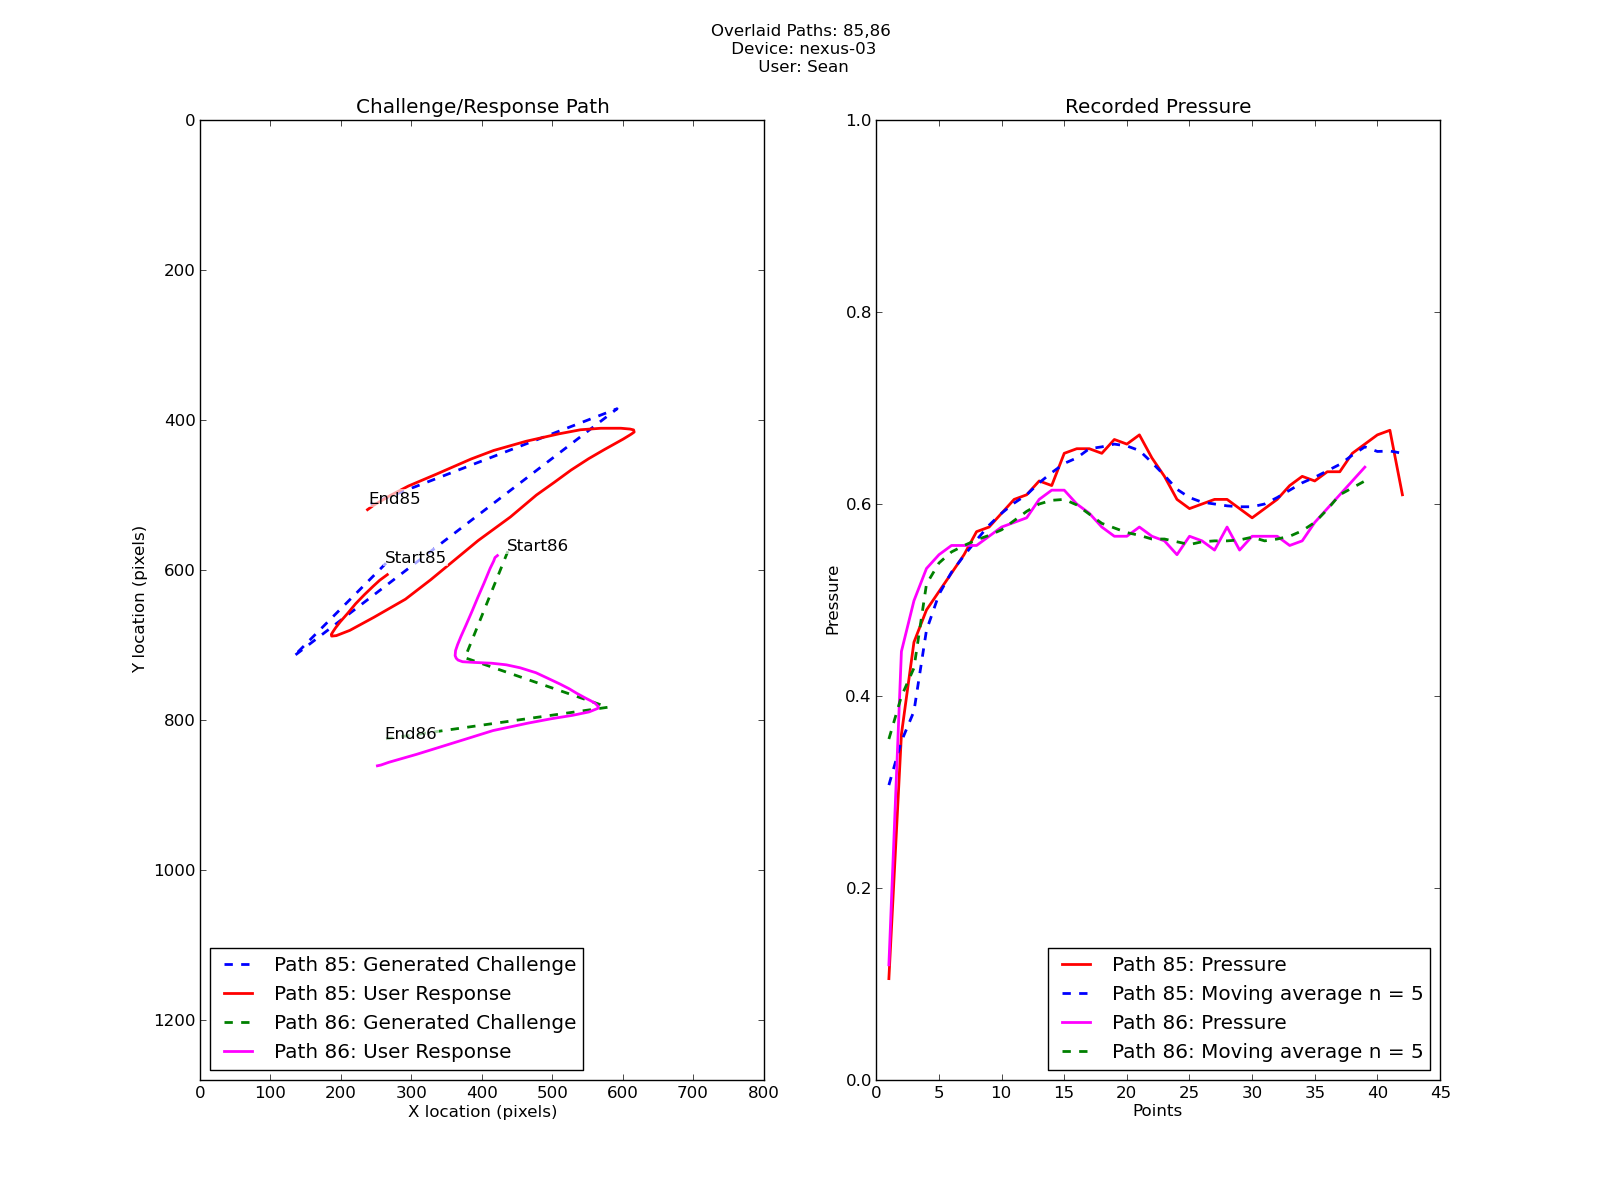 Overlaid Paths: 85,86
Device: nexus-03
User: Sean
Challenge/Response Path
0
200
400
600
800
1000
1200
Y location (pixels)
End85
Start85
Start86
End86
Path 85: Generated Challenge
Path 85: User Response
Path 86: Generated Challenge
Path 86: User Response
0 100 200 300 400 500 600 700 800
X location (pixels)
Recorded Pressure
1.0
0.8
0.6
0.4
0.2
0.0
Pressure
Path 85: Pressure
Path 85: Moving average n = 5
Path 86: Pressure
Path 86: Moving average n = 5
0 5 10 15 20 25 30 35 40 45
Points